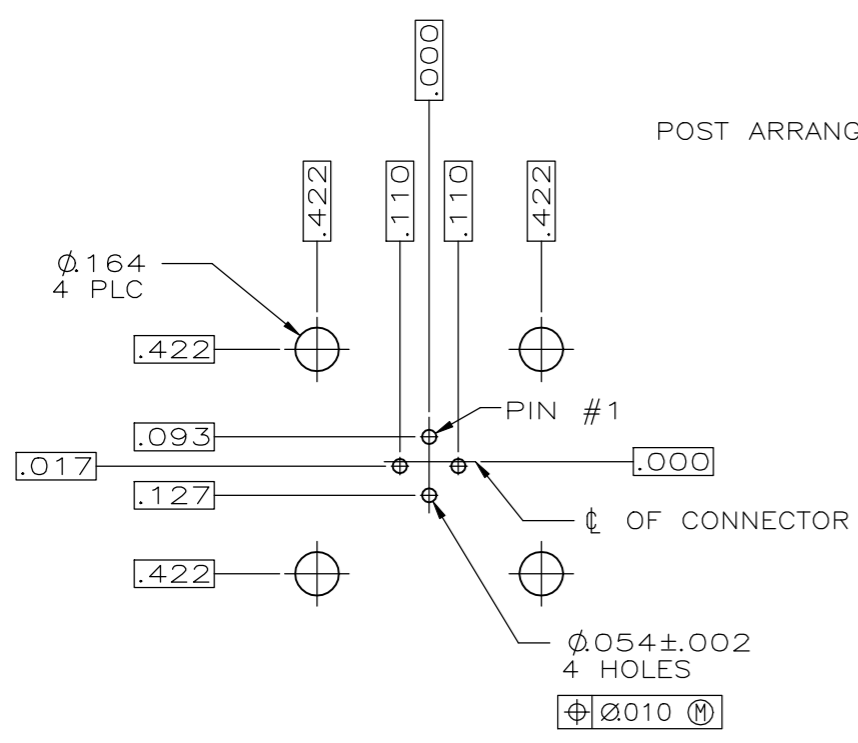 .000
POST ARRANG
.422
.110
.110
.422
Ø.164
4 PLC
.422
PIN #1
.093
.017
.000
.127
℄ OF CONNECTOR
.422
Ø.054±.002
4 HOLES
⌖ Ø.010 Ⓜ